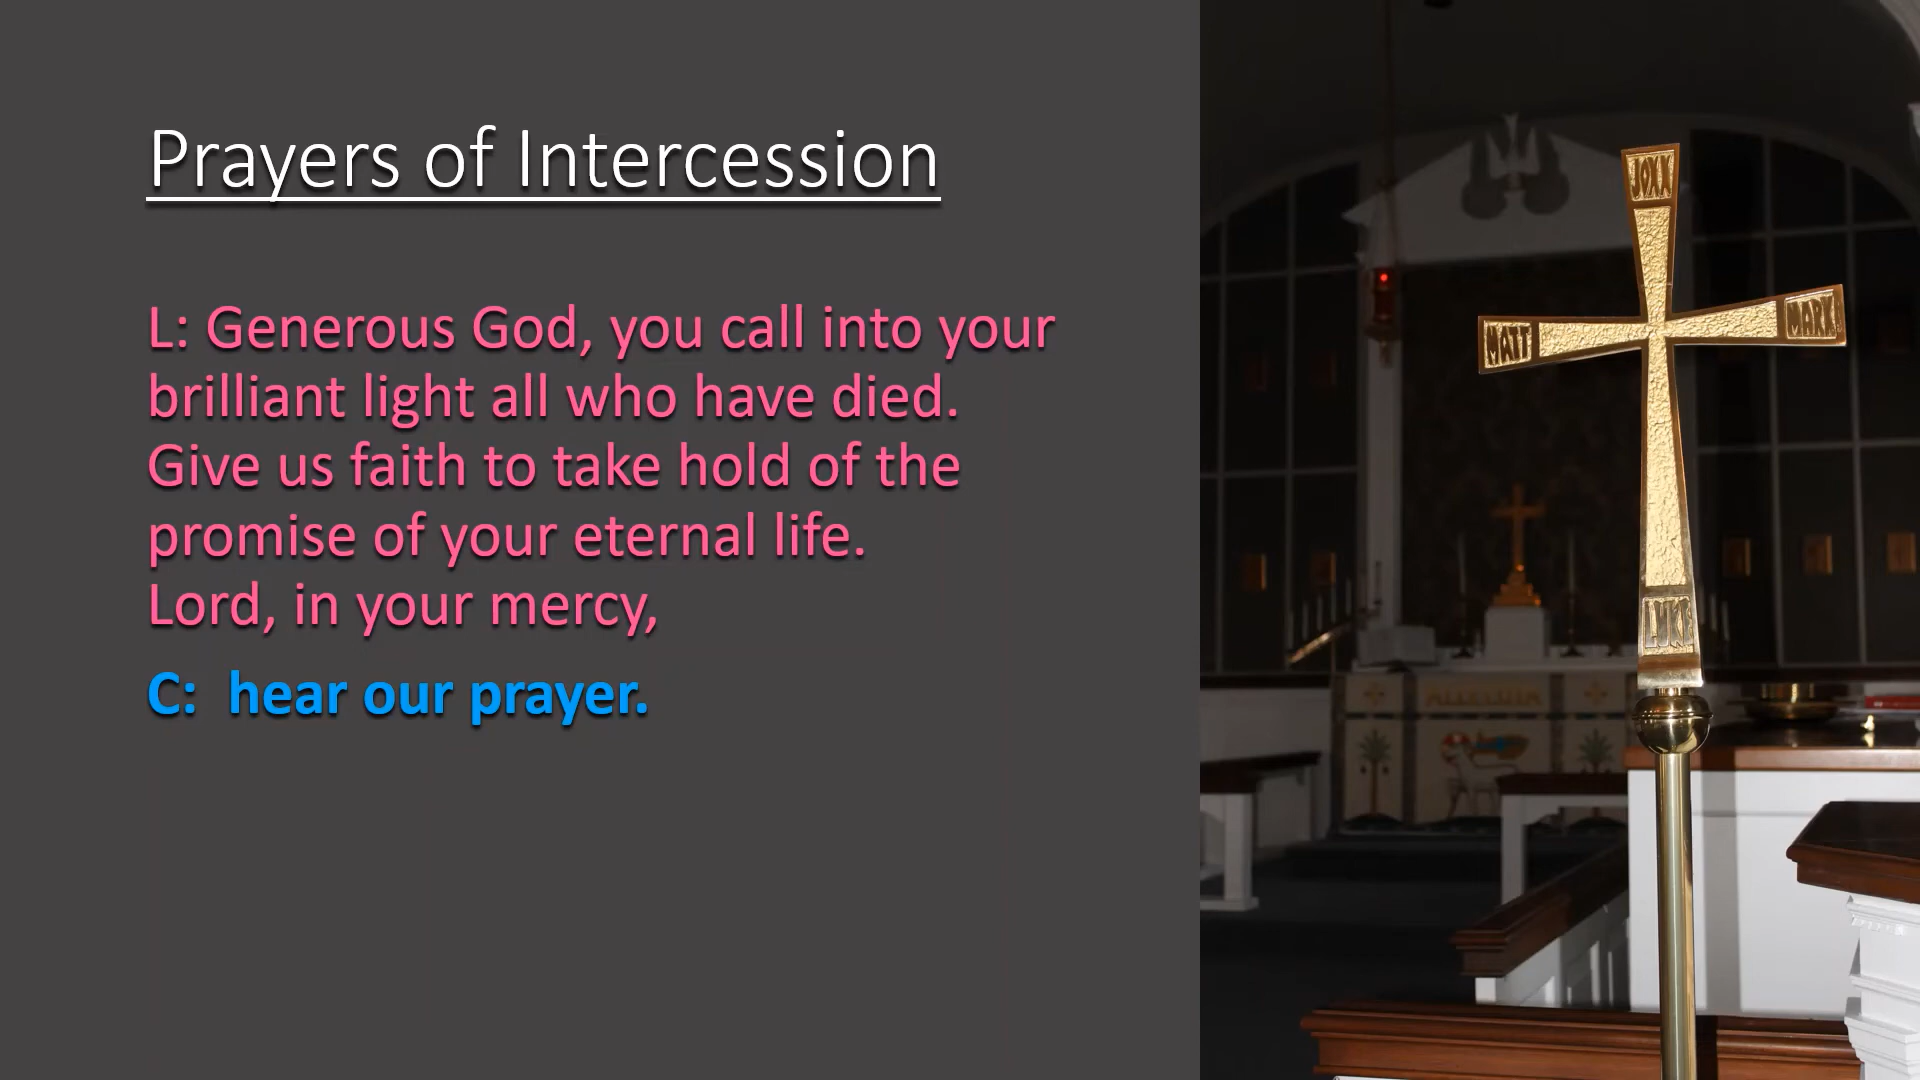 Prayers of Intercession
L: Generous God, you call into your
brilliant light all who have died.
Give us faith to take hold of the
promise of your eternal life.
Lord, in your mercy,
C:  hear our prayer.
MATT
MARK
LUKE
ALLELUIA